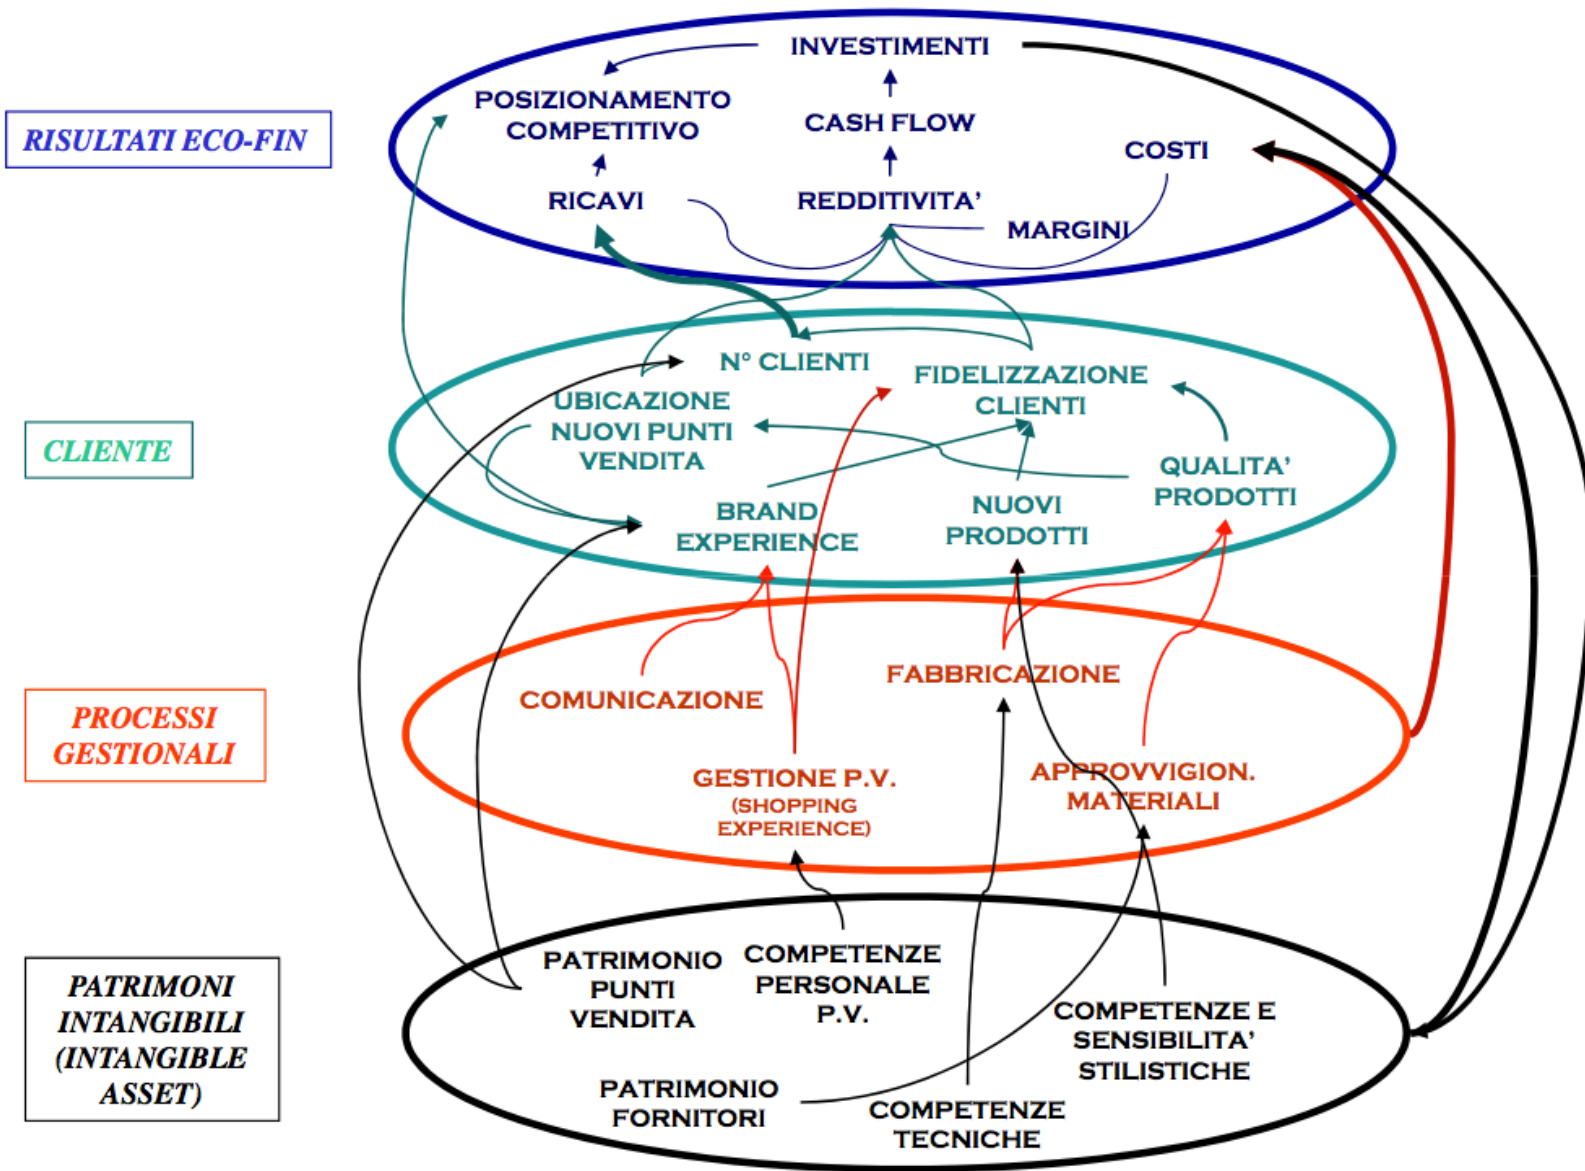 INVESTIMENTI
POSIZIONAMENTO
COMPETITIVO
CASH FLOW
COSTI
RISULTATI ECO-FIN
RICAVI
REDDITIVITA'
MARGINI
N° CLIENTI
FIDELIZZAZIONE
CLIENTI
UBICAZIONE
NUOVI PUNTI
VENDITA
CLIENTE
QUALITA'
PRODOTTI
BRAND
EXPERIENCE
NUOVI
PRODOTTI
FABBRICAZIONE
COMUNICAZIONE
PROCESSI
GESTIONALI
GESTIONE P.V.
(SHOPPING
EXPERIENCE)
APPROVVIGION.
MATERIALI
PATRIMONIO
PUNTI
VENDITA
COMPETENZE
PERSONALE
P.V.
PATRIMONI
INTANGIBILI
(INTANGIBLE
ASSET)
COMPETENZE E
SENSIBILITA'
STILISTICHE
PATRIMONIO
FORNITORI
COMPETENZE
TECNICHE